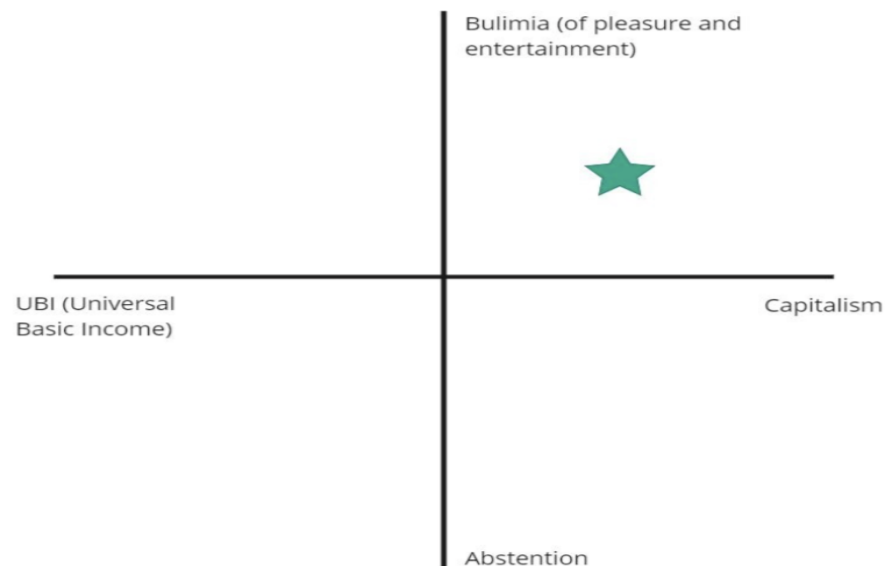 Bulimia (of pleasure and
entertainment)
UBI (Universal
Basic Income)
Capitalism
Abstention